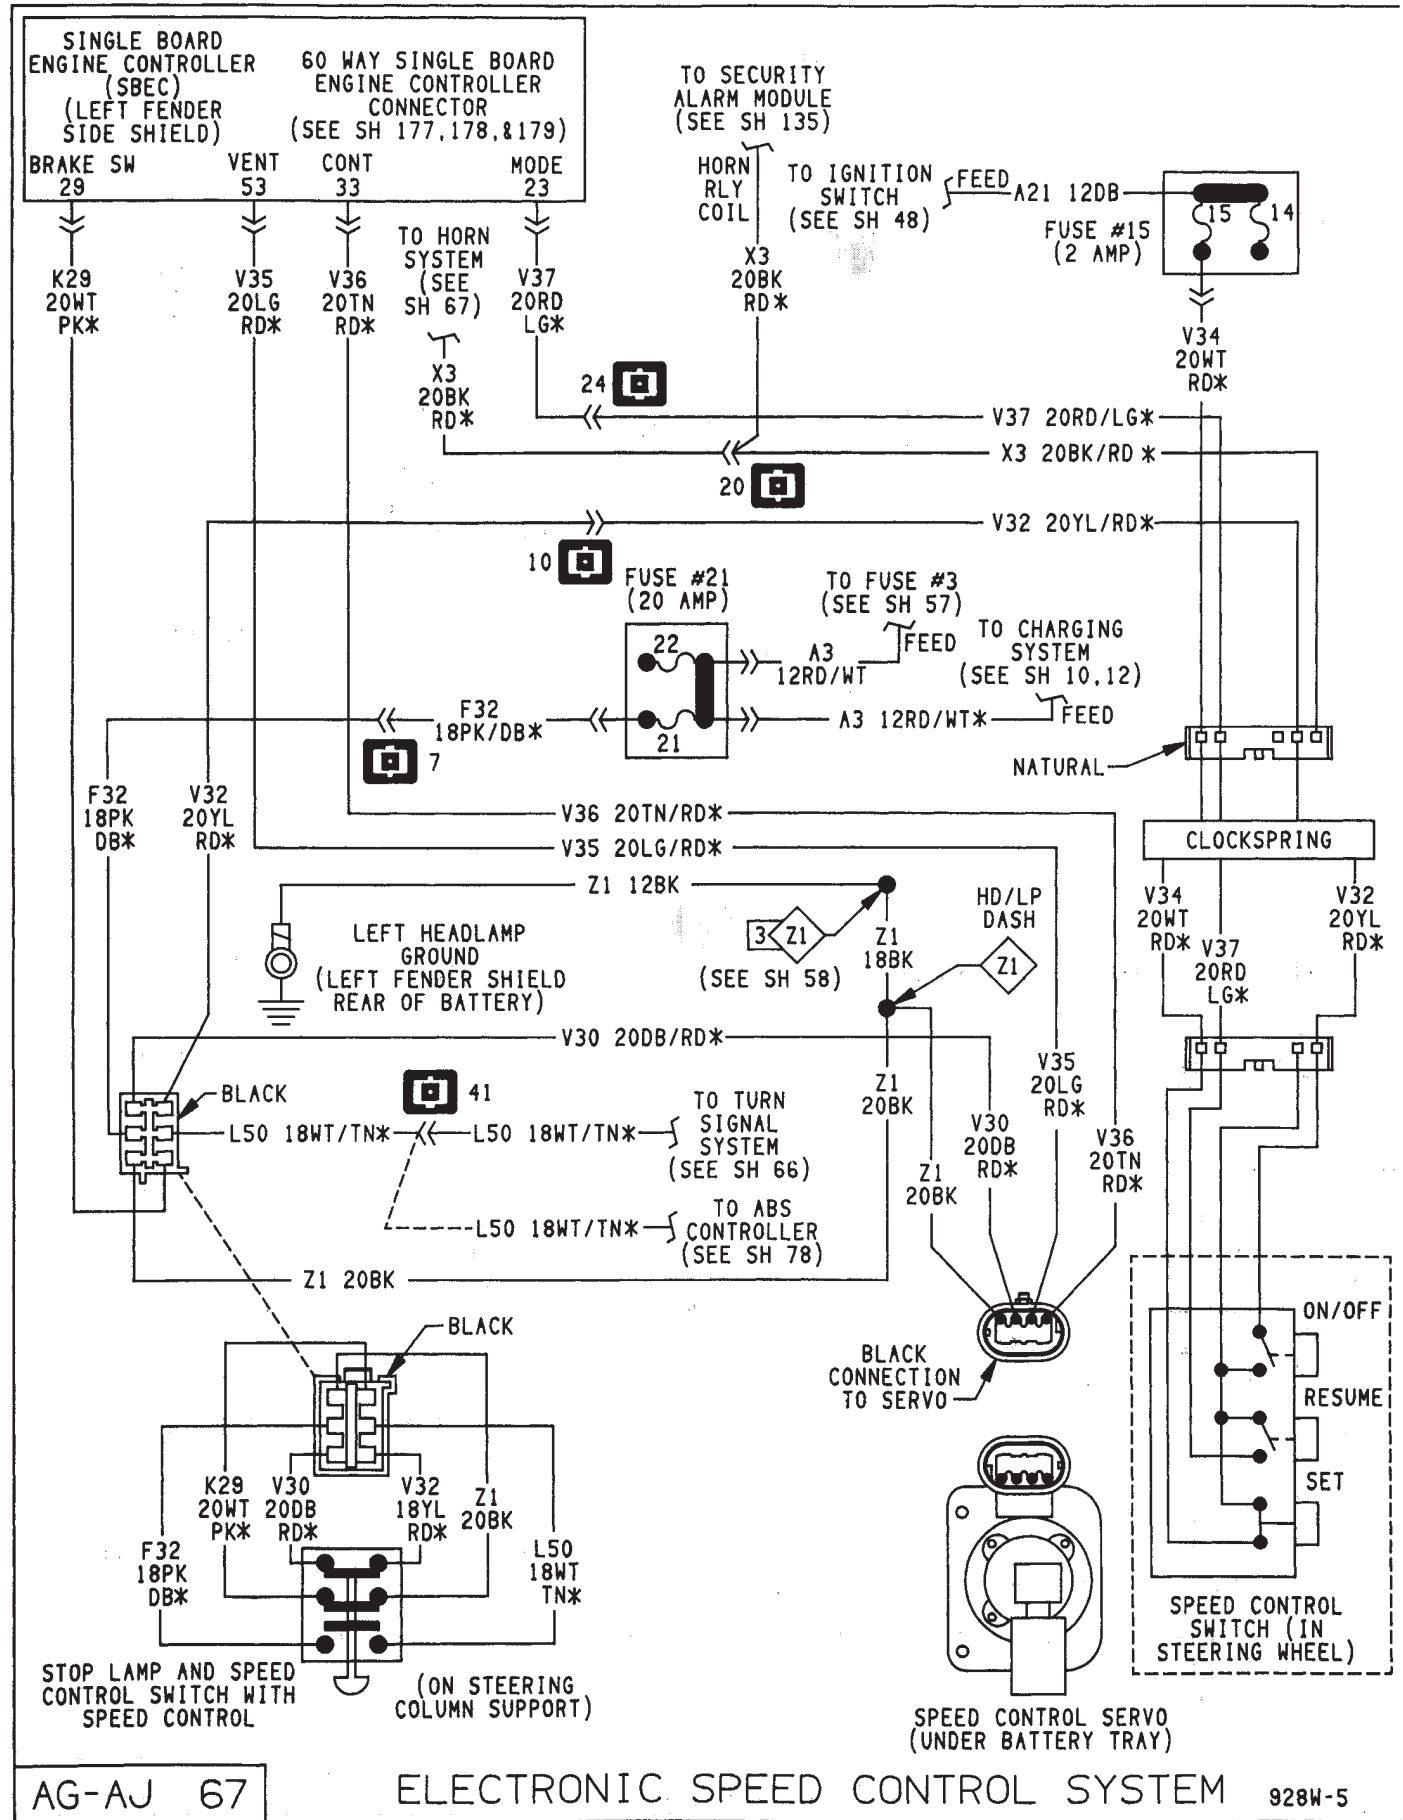 SINGLE BOARD
ENGINE CONTROLLER
(SBEC)
(LEFT FENDER
SIDE SHIELD)
60 WAY SINGLE BOARD
ENGINE CONTROLLER
CONNECTOR
(SEE SH 177,178,&179)
BRAKE SW
29
VENT
53
CONT
33
MODE
23
TO SECURITY
ALARM MODULE
(SEE SH 135)
HORN
RLY
COIL
TO IGNITION
SWITCH
(SEE SH 48)
FEED
A21 12DB
FUSE #15
(2 AMP)
15
14
K29
20WT
PK*
V35
20LG
RD*
V36
20TN
RD*
TO HORN
SYSTEM
(SEE
SH 67)
V37
20RD
LG*
X3
20BK
RD*
V34
20WT
RD*
X3
20BK
RD*
24
V37 20RD/LG*
X3 20BK/RD *
20
V32 20YL/RD*
10
FUSE #21
(20 AMP)
TO FUSE #3
(SEE SH 57)
FEED
22
A3
12RD/WT
TO CHARGING
SYSTEM
(SEE SH 10,12)
FEED
F32
18PK/DB*
21
A3 12RD/WT*
7
NATURAL
F32
18PK
DB*
V32
20YL
RD*
V36 20TN/RD*
V35 20LG/RD*
CLOCKSPRING
Z1 12BK
LEFT HEADLAMP
GROUND
(LEFT FENDER SHIELD
REAR OF BATTERY)
3
Z1
(SEE SH 58)
Z1
18BK
HD/LP
DASH
Z1
V34
20WT
RD*
V37
20RD
LG*
V32
20YL
RD*
V30 20DB/RD*
BLACK
41
L50 18WT/TN*
L50 18WT/TN*
TO TURN
SIGNAL
SYSTEM
(SEE SH 66)
Z1
20BK
Z1
20BK
V30
20DB
RD*
V35
20LG
RD*
V36
20TN
RD*
L50 18WT/TN*
TO ABS
CONTROLLER
(SEE SH 78)
Z1 20BK
BLACK
BLACK
CONNECTION
TO SERVO
ON/OFF
RESUME
SET
K29
20WT
PK*
V30
20DB
RD*
V32
18YL
RD*
Z1
20BK
F32
18PK
DB*
L50
18WT
TN*
SPEED CONTROL
SWITCH (IN
STEERING WHEEL)
STOP LAMP AND SPEED
CONTROL SWITCH WITH
SPEED CONTROL
(ON STEERING
COLUMN SUPPORT)
SPEED CONTROL SERVO
(UNDER BATTERY TRAY)
AG-AJ 67
ELECTRONIC SPEED CONTROL SYSTEM
928W-5